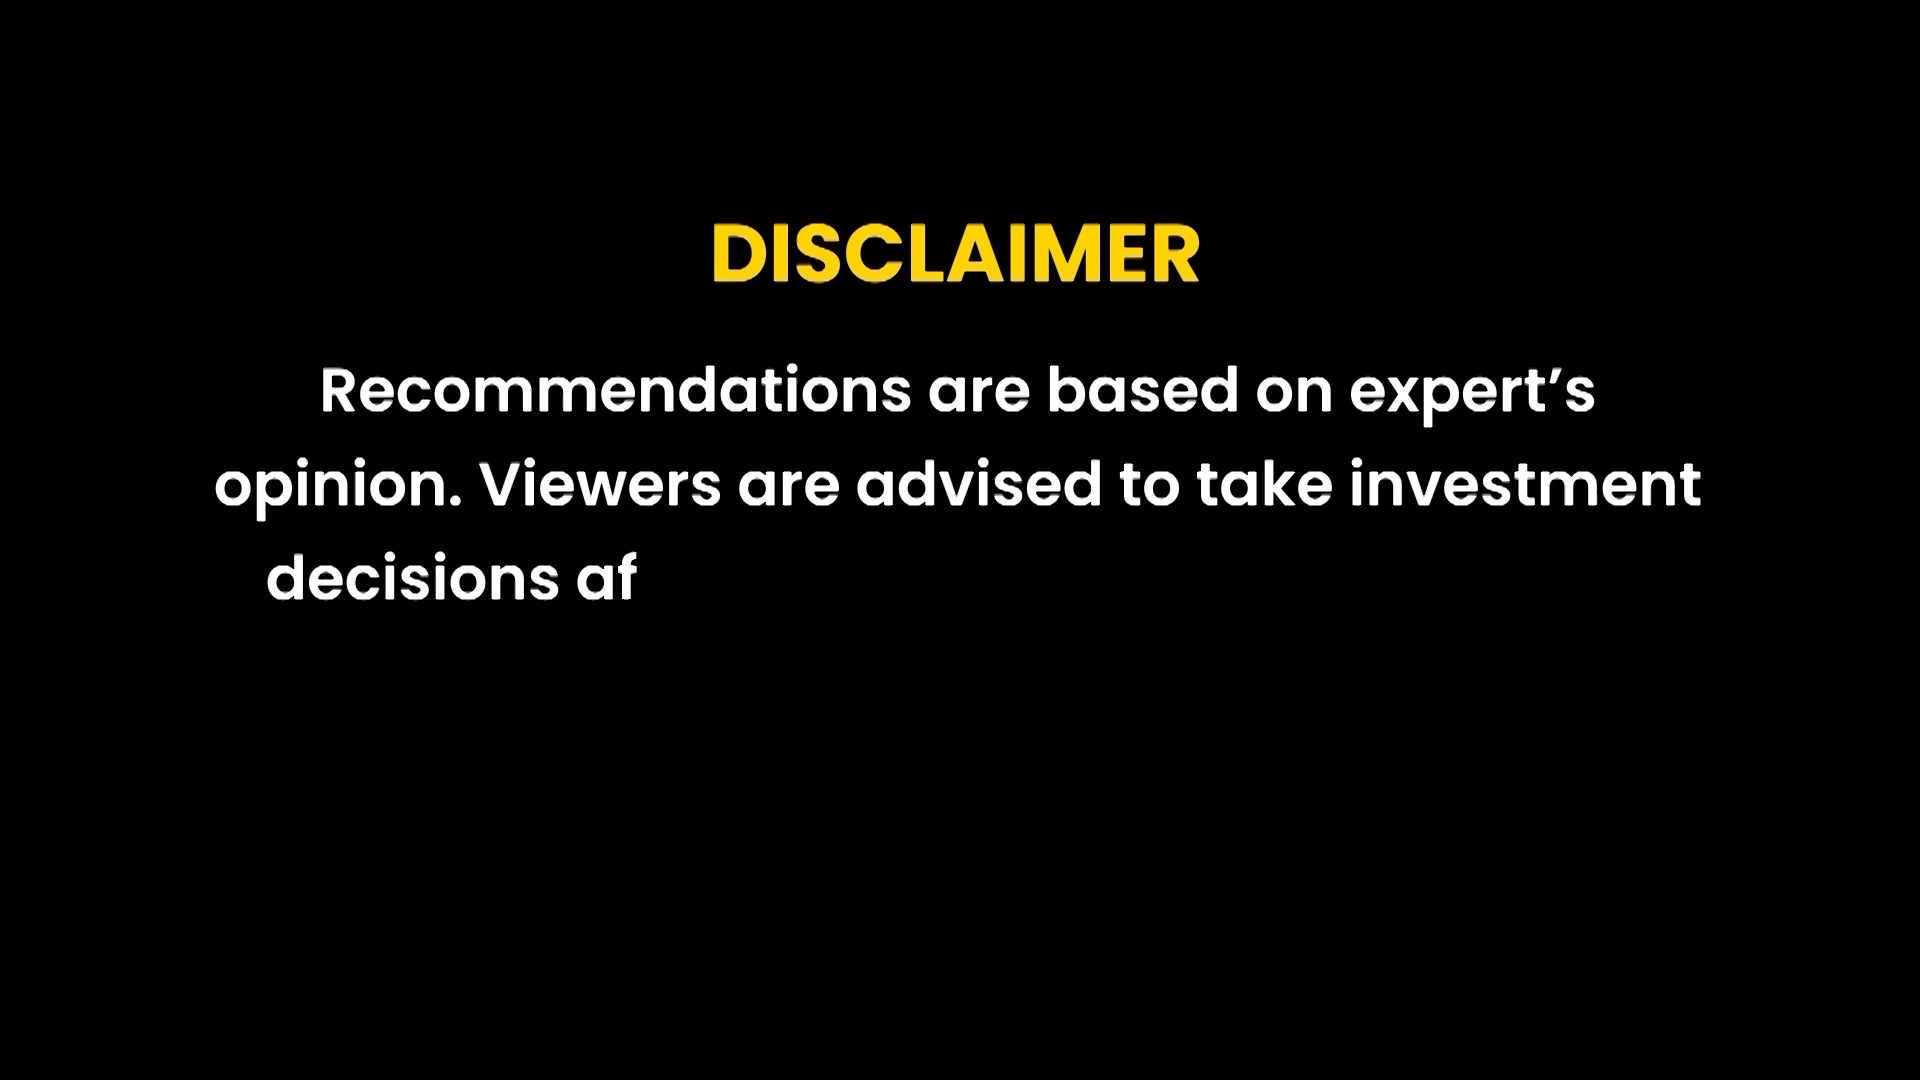 DISCLAIMER
Recommendations are based on expert’s
opinion. Viewers are advised to take investment
decisions af